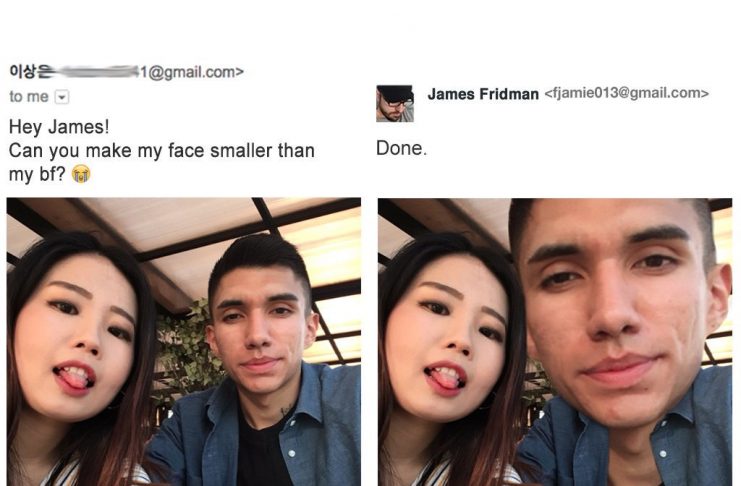 이상은 41@gmail.com>
to me
Hey James!
Can you make my face smaller than
my bf? 😭
James Fridman <fjamie013@gmail.com>
Done.